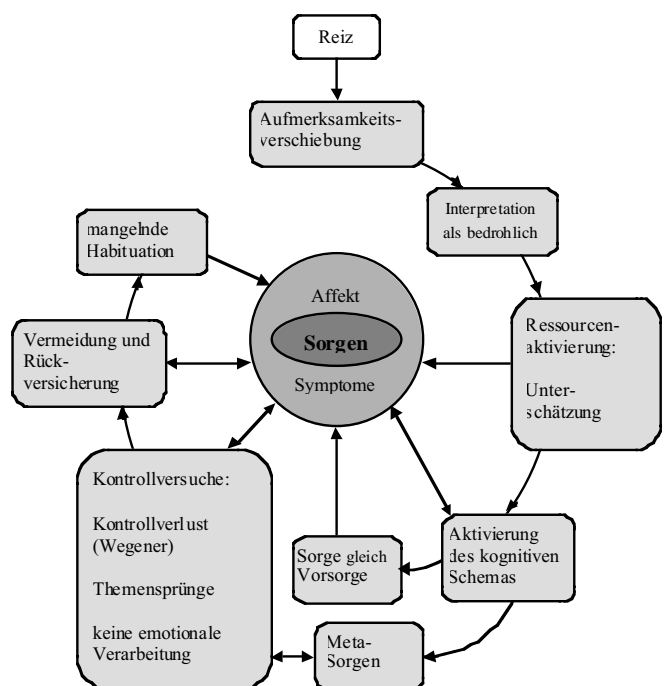 Reiz
Aufmerksamkeits-
verschiebung
Interpretation
als bedrohlich
mangelnde
Habituation
Affekt
Sorgen
Symptome
Ressourcen-
aktivierung:
Unter-
schätzung
Vermeidung und
Rück-
versicherung
Kontrollversuche:
Kontrollverlust
(Wegener)
Themensprünge
keine emotionale
Verarbeitung
Sorge gleich
Vorsorge
Aktivierung
des kognitiven
Schemas
Meta-
Sorgen